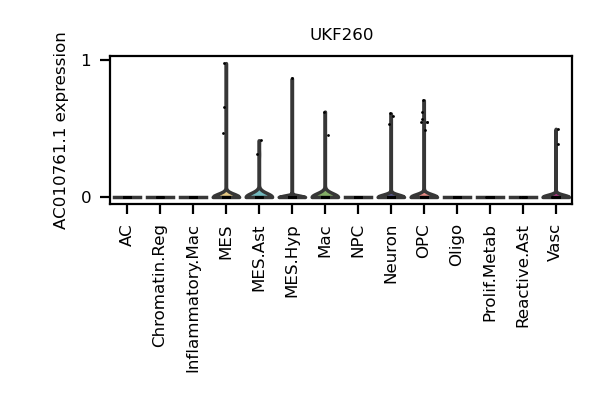 UKF260
AC010761.1 expression
1
0
AC
Chromatin.Reg
Inflammatory.Mac
MES
MES.Ast
MES.Hyp
Mac
NPC
Neuron
OPC
Oligo
Prolif.Metab
Reactive.Ast
Vasc